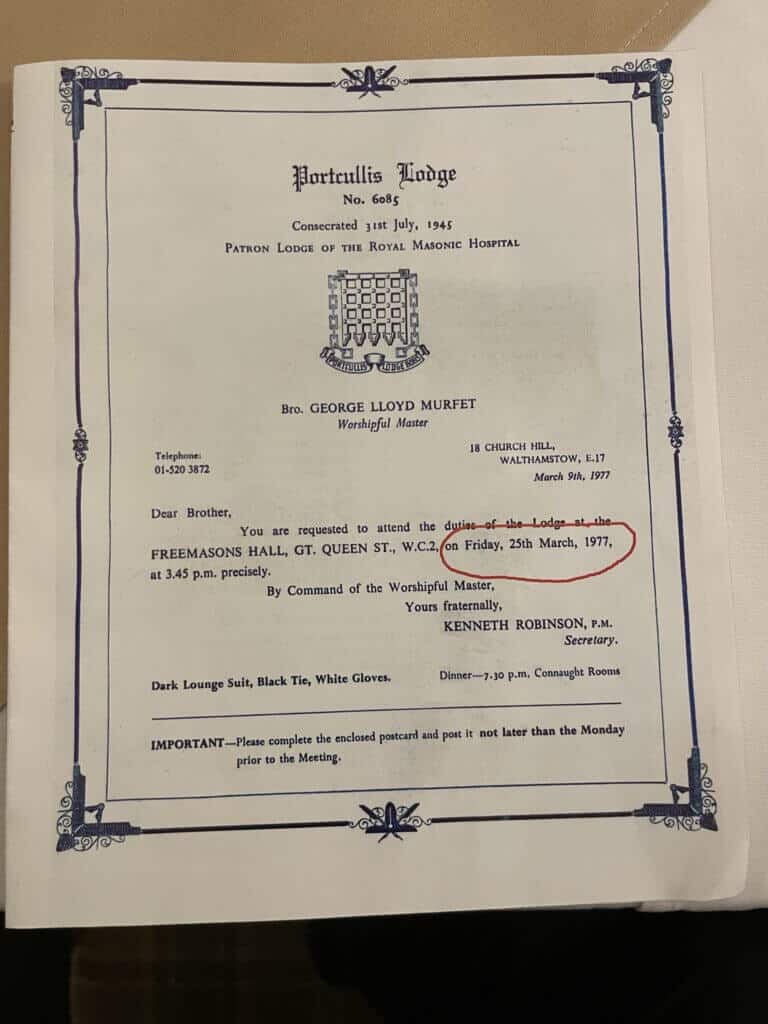 Portcullis Lodge
No. 6085
Consecrated 31st July, 1945
Patron Lodge of the Royal Masonic Hospital
PORTCULLIS LODGE 6085
Bro. GEORGE LLOYD MURFET
Worshipful Master
Telephone:
01-520 3872
18 CHURCH HILL,
WALTHAMSTOW, E.17
March 9th, 1977
Dear Brother,
You are requested to attend the duties of the Lodge at the
FREEMASONS HALL, GT. QUEEN ST., W.C.2, on Friday, 25th March, 1977,
at 3.45 p.m. precisely.
By Command of the Worshipful Master,
Yours fraternally,
KENNETH ROBINSON, P.M.
Secretary.
Dark Lounge Suit, Black Tie, White Gloves.
Dinner—7.30 p.m, Connaught Rooms
IMPORTANT—Please complete the enclosed postcard and post it not later than the Monday
prior to the Meeting.